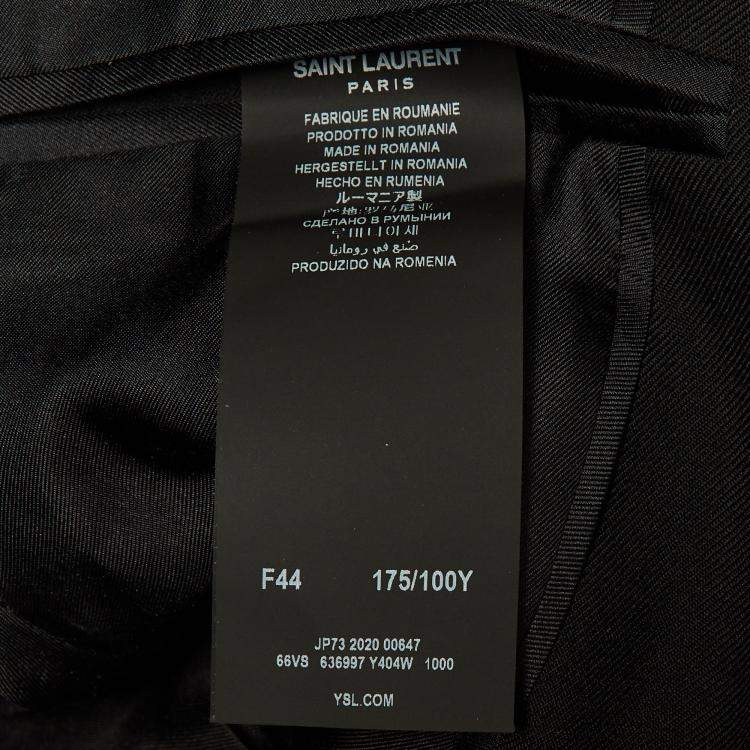 SAINT LAURENT
PARIS
FABRIQUE EN ROUMANIE
PRODOTTO IN ROMANIA
MADE IN ROMANIA
HERGESTELLT IN ROMANIA
HECHO EN RUMENIA
ルーマニア製
СДЕЛАНО В РУМЫНИИ
صنع في رومانيا
PRODUZIDO NA ROMENIA
F44 175/100Y
JP73 2020 00647
66VS 636997 Y404W 1000
YSL.COM